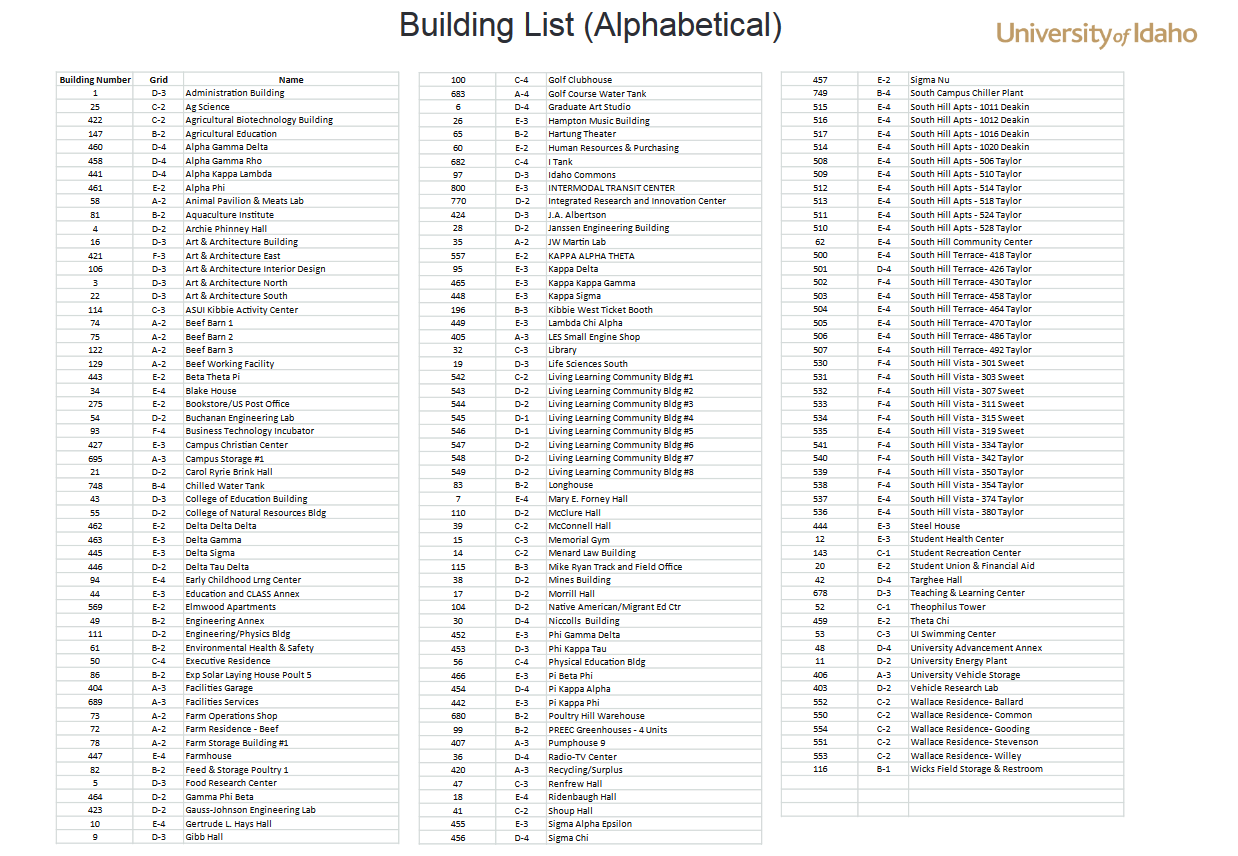 Building List (Alphabetical)
University of Idaho
Building Number Grid Name
1 D-3 Administration Building
25 C-2 Ag Science
422 C-2 Agricultural Biotechnology Building
147 B-2 Agricultural Education
460 D-4 Alpha Gamma Delta
458 D-4 Alpha Gamma Rho
441 D-4 Alpha Kappa Lambda
461 E-2 Alpha Phi
58 A-2 Animal Pavilion & Meats Lab
81 B-2 Aquaculture Institute
4 D-2 Archie Phinney Hall
16 D-3 Art & Architecture Building
421 F-3 Art & Architecture East
106 D-3 Art & Architecture Interior Design
3 D-3 Art & Architecture North
22 D-3 Art & Architecture South
114 C-3 ASUI Kibbie Activity Center
74 A-2 Beef Barn 1
75 A-2 Beef Barn 2
122 A-2 Beef Barn 3
129 A-2 Beef Working Facility
443 E-2 Beta Theta Pi
34 E-4 Blake House
275 E-2 Bookstore/US Post Office
54 D-2 Buchanan Engineering Lab
93 F-4 Business Technology Incubator
427 E-3 Campus Christian Center
695 A-3 Campus Storage #1
21 D-2 Carol Ryrie Brink Hall
748 B-4 Chilled Water Tank
43 D-3 College of Education Building
55 D-2 College of Natural Resources Bldg
462 E-2 Delta Delta Delta
463 E-3 Delta Gamma
445 E-3 Delta Sigma
446 D-2 Delta Tau Delta
94 E-4 Early Childhood Lrng Center
44 E-3 Education and CLASS Annex
569 E-2 Elmwood Apartments
49 B-2 Engineering Annex
111 D-2 Engineering/Physics Bldg
61 B-2 Environmental Health & Safety
50 C-4 Executive Residence
86 B-2 Exp Solar Laying House Poult 5
404 A-3 Facilities Garage
689 A-3 Facilities Services
73 A-2 Farm Operations Shop
72 A-2 Farm Residence - Beef
78 A-2 Farm Storage Building #1
447 E-4 Farmhouse
82 B-2 Feed & Storage Poultry 1
5 D-3 Food Research Center
464 D-2 Gamma Phi Beta
423 D-2 Gauss-Johnson Engineering Lab
10 E-4 Gertrude L. Hays Hall
9 D-3 Gibb Hall
100 C-4 Golf Clubhouse
683 A-4 Golf Course Water Tank
6 D-4 Graduate Art Studio
26 E-3 Hampton Music Building
65 B-2 Hartung Theater
60 E-2 Human Resources & Purchasing
682 C-4 I Tank
97 D-3 Idaho Commons
800 E-3 INTERMODAL TRANSIT CENTER
770 D-2 Integrated Research and Innovation Center
424 D-3 J.A. Albertson
28 D-2 Janssen Engineering Building
35 A-2 JW Martin Lab
557 E-2 KAPPA ALPHA THETA
95 E-3 Kappa Delta
465 E-3 Kappa Kappa Gamma
448 E-3 Kappa Sigma
196 B-3 Kibbie West Ticket Booth
449 E-3 Lambda Chi Alpha
405 A-3 LES Small Engine Shop
32 C-3 Library
19 D-3 Life Sciences South
542 C-2 Living Learning Community Bldg #1
543 D-2 Living Learning Community Bldg #2
544 D-2 Living Learning Community Bldg #3
545 D-1 Living Learning Community Bldg #4
546 D-1 Living Learning Community Bldg #5
547 D-2 Living Learning Community Bldg #6
548 D-2 Living Learning Community Bldg #7
549 D-2 Living Learning Community Bldg #8
83 B-2 Longhouse
7 E-4 Mary E. Forney Hall
110 D-2 McClure Hall
39 C-2 McConnell Hall
15 C-3 Memorial Gym
14 C-2 Menard Law Building
115 B-3 Mike Ryan Track and Field Office
38 D-2 Mines Building
17 D-2 Morrill Hall
104 D-2 Native American/Migrant Ed Ctr
30 D-4 Niccolls Building
452 E-3 Phi Gamma Delta
453 D-3 Phi Kappa Tau
56 C-4 Physical Education Bldg
466 E-3 Pi Beta Phi
454 D-4 Pi Kappa Alpha
442 E-3 Pi Kappa Phi
680 B-2 Poultry Hill Warehouse
99 B-2 PREEC Greenhouses - 4 Units
407 A-3 Pumphouse 9
36 D-4 Radio-TV Center
420 A-3 Recycling/Surplus
47 C-3 Renfrew Hall
18 E-4 Ridenbaugh Hall
41 C-2 Shoup Hall
455 E-3 Sigma Alpha Epsilon
456 D-4 Sigma Chi
457 E-2 Sigma Nu
749 B-4 South Campus Chiller Plant
515 E-4 South Hill Apts - 1011 Deakin
516 E-4 South Hill Apts - 1012 Deakin
517 E-4 South Hill Apts - 1016 Deakin
514 E-4 South Hill Apts - 1020 Deakin
508 E-4 South Hill Apts - 506 Taylor
509 E-4 South Hill Apts - 510 Taylor
512 E-4 South Hill Apts - 514 Taylor
513 E-4 South Hill Apts - 518 Taylor
511 E-4 South Hill Apts - 524 Taylor
510 E-4 South Hill Apts - 528 Taylor
62 E-4 South Hill Community Center
500 E-4 South Hill Terrace- 418 Taylor
501 D-4 South Hill Terrace- 426 Taylor
502 F-4 South Hill Terrace- 430 Taylor
503 E-4 South Hill Terrace- 458 Taylor
504 E-4 South Hill Terrace- 464 Taylor
505 E-4 South Hill Terrace- 470 Taylor
506 E-4 South Hill Terrace- 486 Taylor
507 E-4 South Hill Terrace- 492 Taylor
530 F-4 South Hill Vista - 301 Sweet
531 F-4 South Hill Vista - 303 Sweet
532 F-4 South Hill Vista - 307 Sweet
533 F-4 South Hill Vista - 311 Sweet
534 F-4 South Hill Vista - 315 Sweet
535 E-4 South Hill Vista - 319 Sweet
541 F-4 South Hill Vista - 334 Taylor
540 F-4 South Hill Vista - 342 Taylor
539 F-4 South Hill Vista - 350 Taylor
538 F-4 South Hill Vista - 354 Taylor
537 E-4 South Hill Vista - 374 Taylor
536 E-4 South Hill Vista - 380 Taylor
444 E-3 Steel House
12 E-3 Student Health Center
143 C-1 Student Recreation Center
20 E-2 Student Union & Financial Aid
42 D-4 Targhee Hall
678 D-3 Teaching & Learning Center
52 C-1 Theophilus Tower
459 E-2 Theta Chi
53 C-3 UI Swimming Center
48 D-4 University Advancement Annex
11 D-2 University Energy Plant
406 A-3 University Vehicle Storage
403 D-2 Vehicle Research Lab
552 C-2 Wallace Residence- Ballard
550 C-2 Wallace Residence- Common
554 C-2 Wallace Residence- Gooding
551 C-2 Wallace Residence- Stevenson
553 C-2 Wallace Residence- Willey
116 B-1 Wicks Field Storage & Restroom